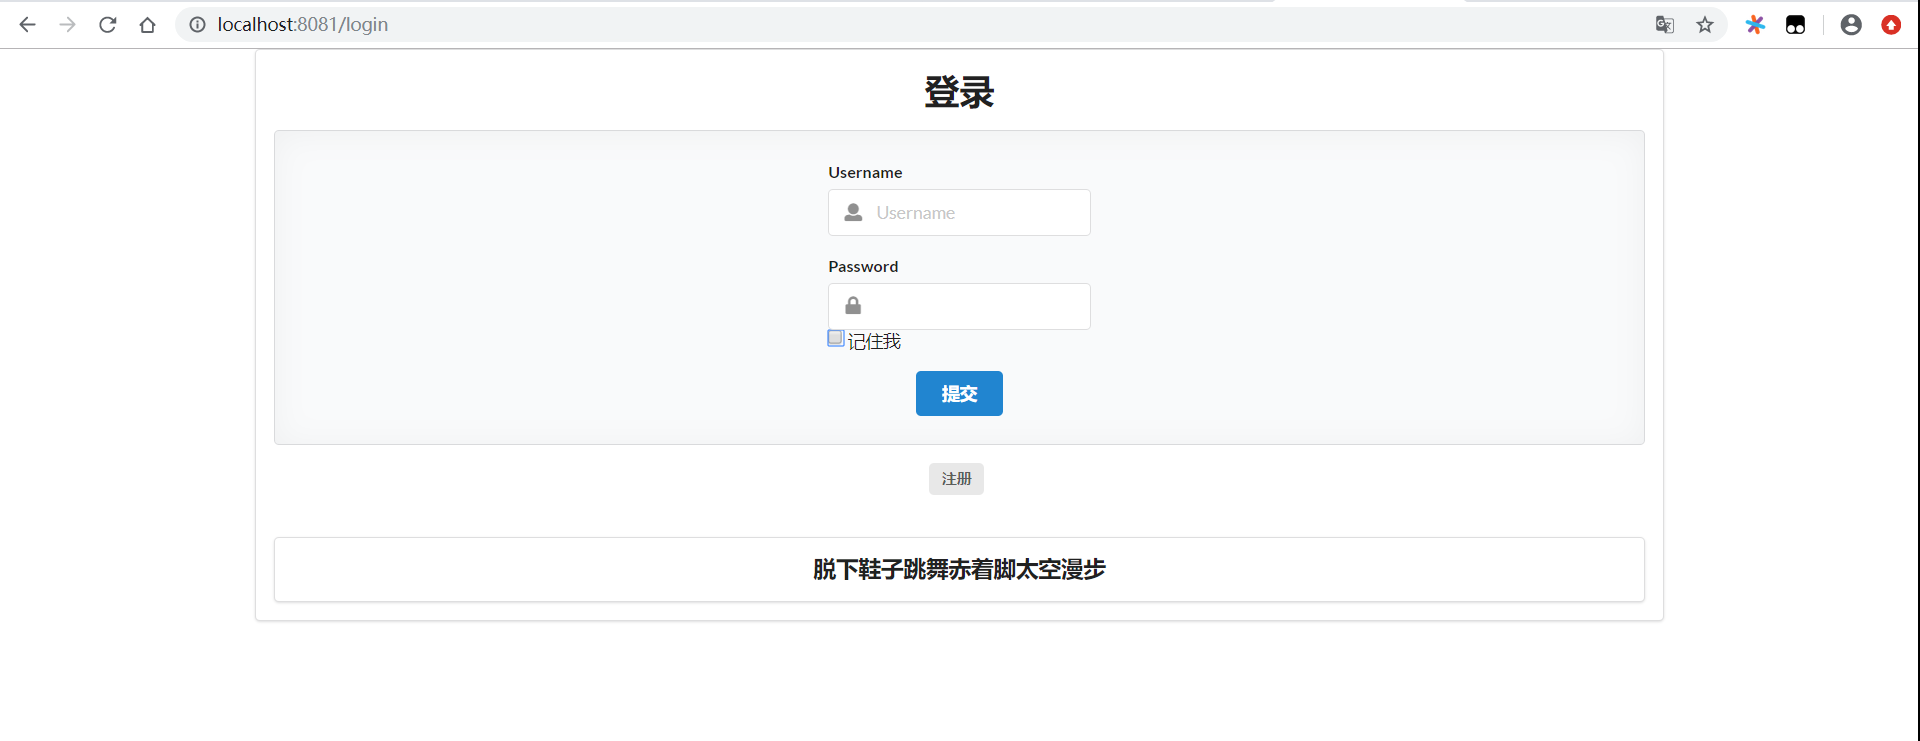 localhost:8081/login
登录
Username
Username
Password
记住我
提交
注册
脱下鞋子跳舞赤着脚太空漫步